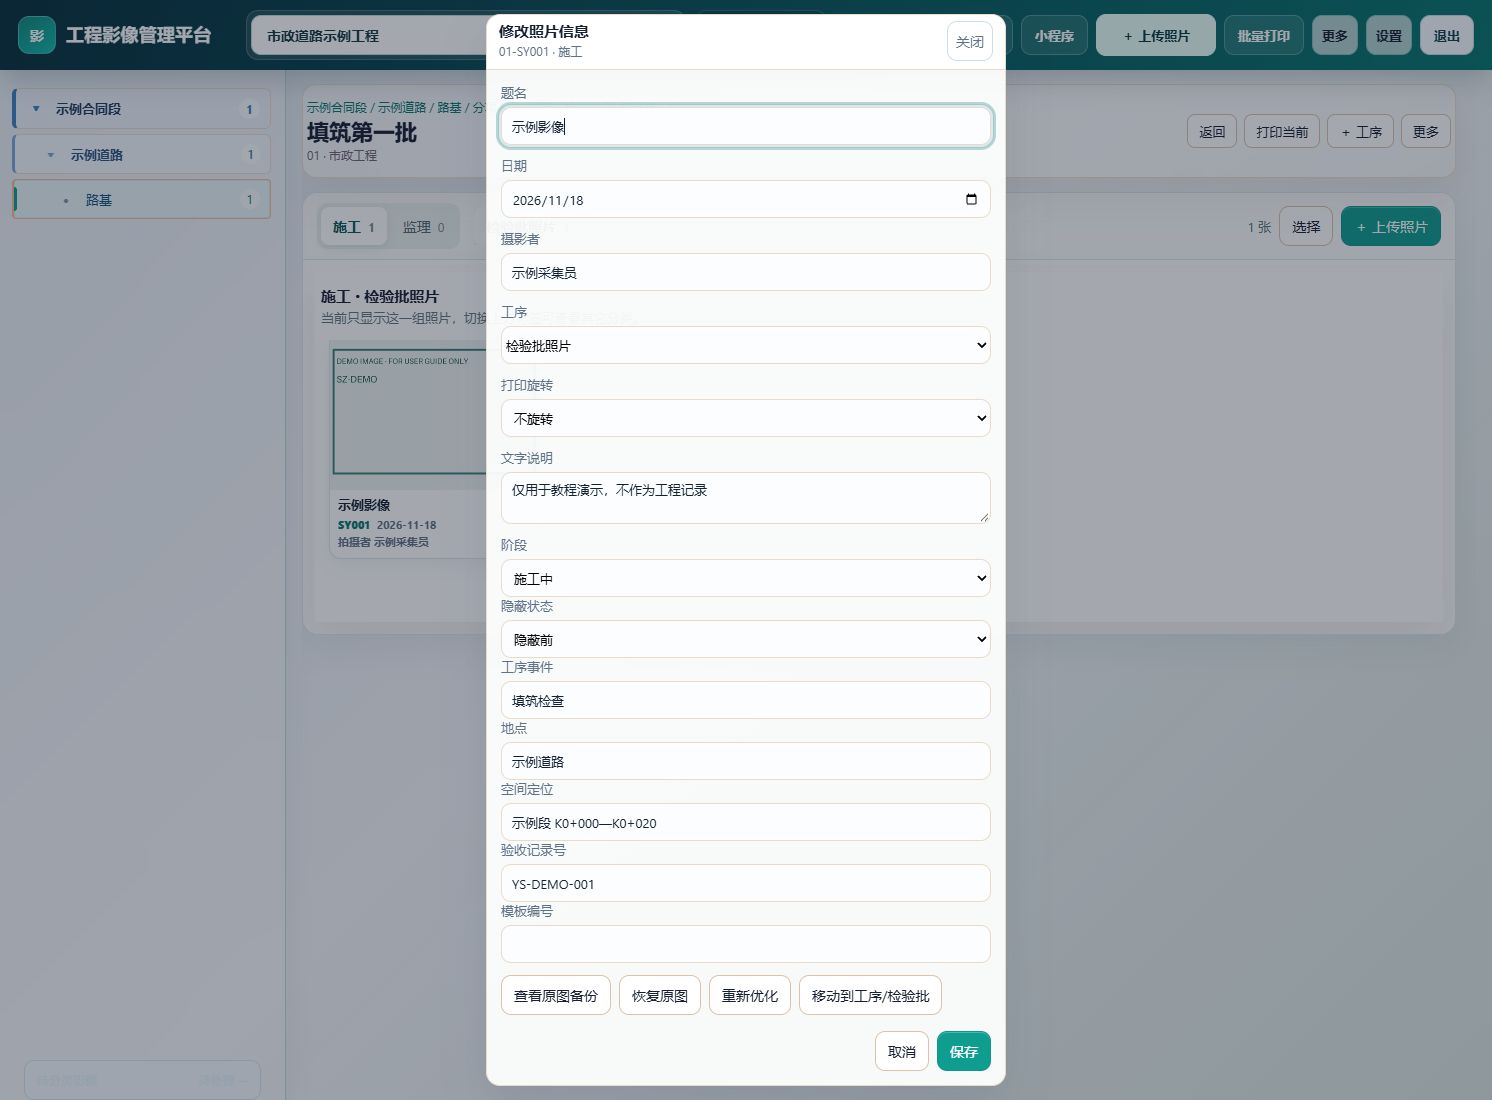 影 工程影像管理平台
市政道路示例工程
小程序
+ 上传照片
批量打印
更多
设置
退出
示例合同段 1
示例道路 1
路基 1
示例合同段 / 示例道路 / 路基 / 分
填筑第一批
01 · 市政工程
返回
打印当前
+ 工序
更多
施工 1
监理 0
1 张
选择
+ 上传照片
施工 · 检验批照片
当前只显示这一组照片，切换
DEMO IMAGE - FOR USER GUIDE ONLY
SZ-DEMO
示例影像
SY001 2026-11-18
拍摄者 示例采集员
修改照片信息
01-SY001 · 施工
关闭
题名
示例影像
日期
2026/11/18
摄影者
示例采集员
工序
检验批照片
打印旋转
不旋转
文字说明
仅用于教程演示，不作为工程记录
阶段
施工中
隐蔽状态
隐蔽前
工序事件
填筑检查
地点
示例道路
空间定位
示例段 K0+000—K0+020
验收记录号
YS-DEMO-001
模板编号
查看原图备份
恢复原图
重新优化
移动到工序/检验批
取消
保存